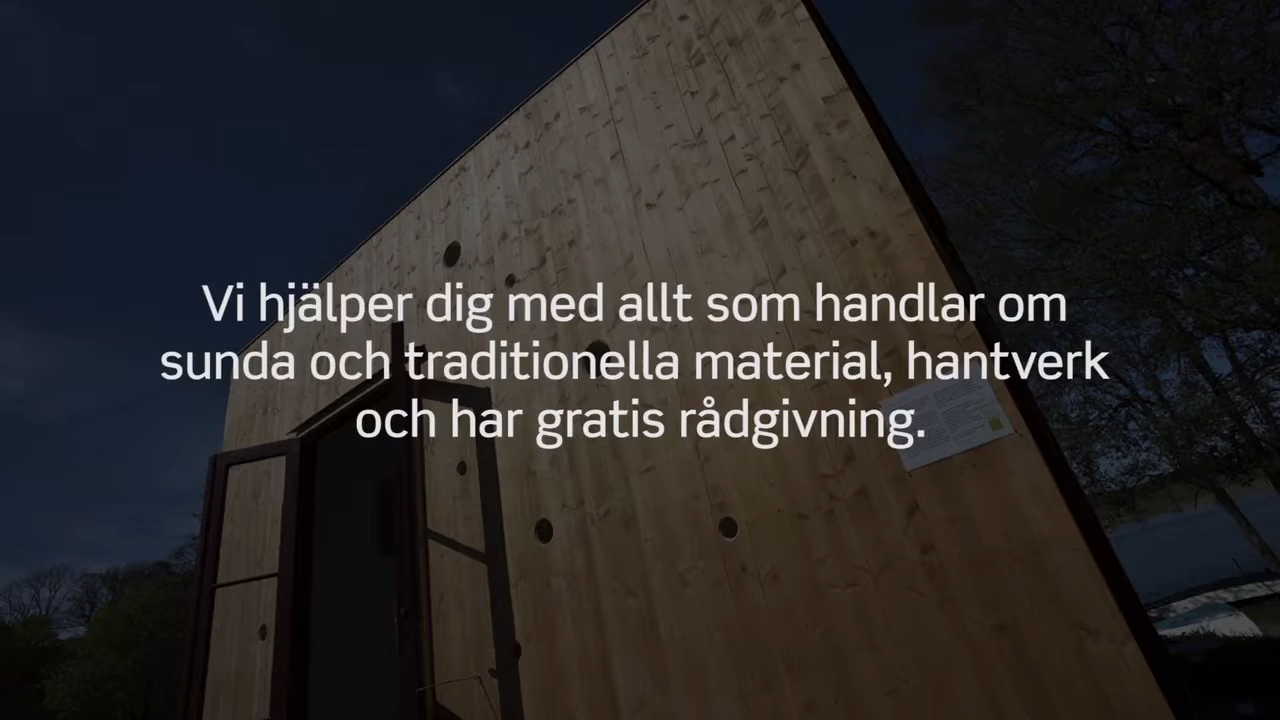 Vi hjälper dig med allt som handlar om
sunda och traditionella material, hantverk
och har gratis rådgivning.